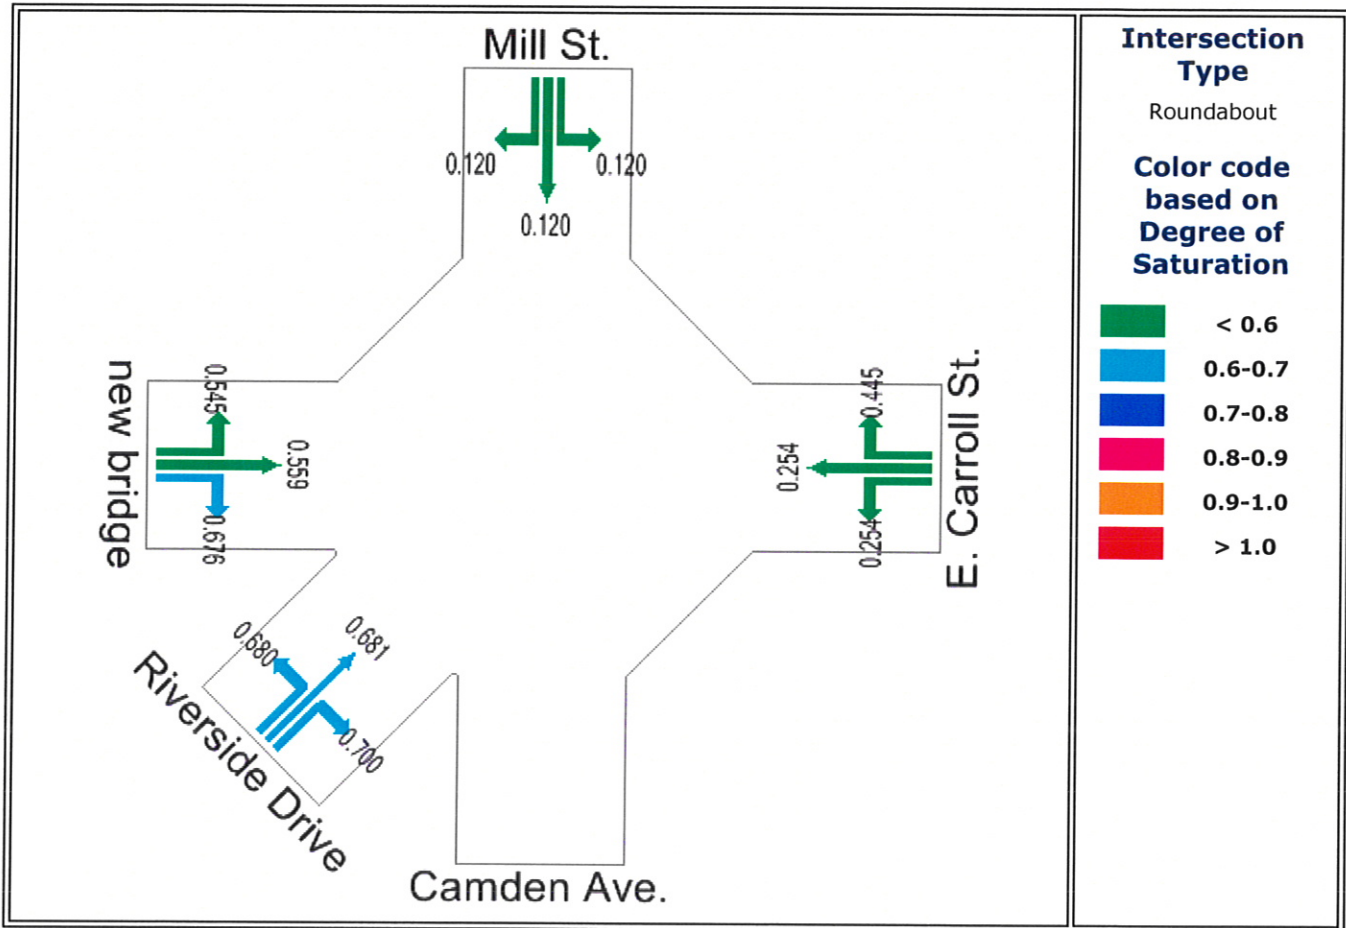 Mill St.
0.120
0.120
0.120
new bridge
0.545
0.559
0.676
0.445
0.254
0.254
E. Carroll St.
0.680
0.681
0.700
Riverside Drive
Camden Ave.
Intersection
Type
Roundabout
Color code
based on
Degree of
Saturation
< 0.6
0.6-0.7
0.7-0.8
0.8-0.9
0.9-1.0
> 1.0